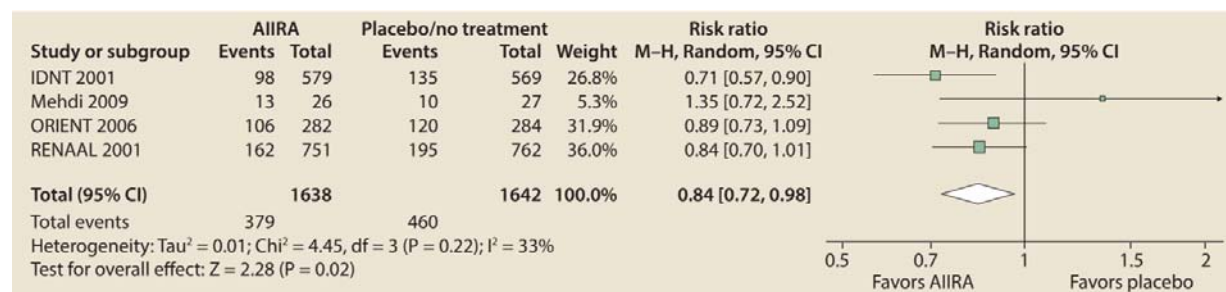 AIIRA Placebo/no treatment Risk ratio Risk ratio
Study or subgroup Events Total Events Total Weight M–H, Random, 95% CI M–H, Random, 95% CI
IDNT 2001 98 579 135 569 26.8% 0.71 [0.57, 0.90]
Mehdi 2009 13 26 10 27 5.3% 1.35 [0.72, 2.52]
ORIENT 2006 106 282 120 284 31.9% 0.89 [0.73, 1.09]
RENAAL 2001 162 751 195 762 36.0% 0.84 [0.70, 1.01]
Total (95% CI) 1638 1642 100.0% 0.84 [0.72, 0.98]
Total events 379 460
Heterogeneity: Tau² = 0.01; Chi² = 4.45, df = 3 (P = 0.22); I² = 33%
Test for overall effect: Z = 2.28 (P = 0.02)
0.5 0.7 1 1.5 2
Favors AIIRA Favors placebo